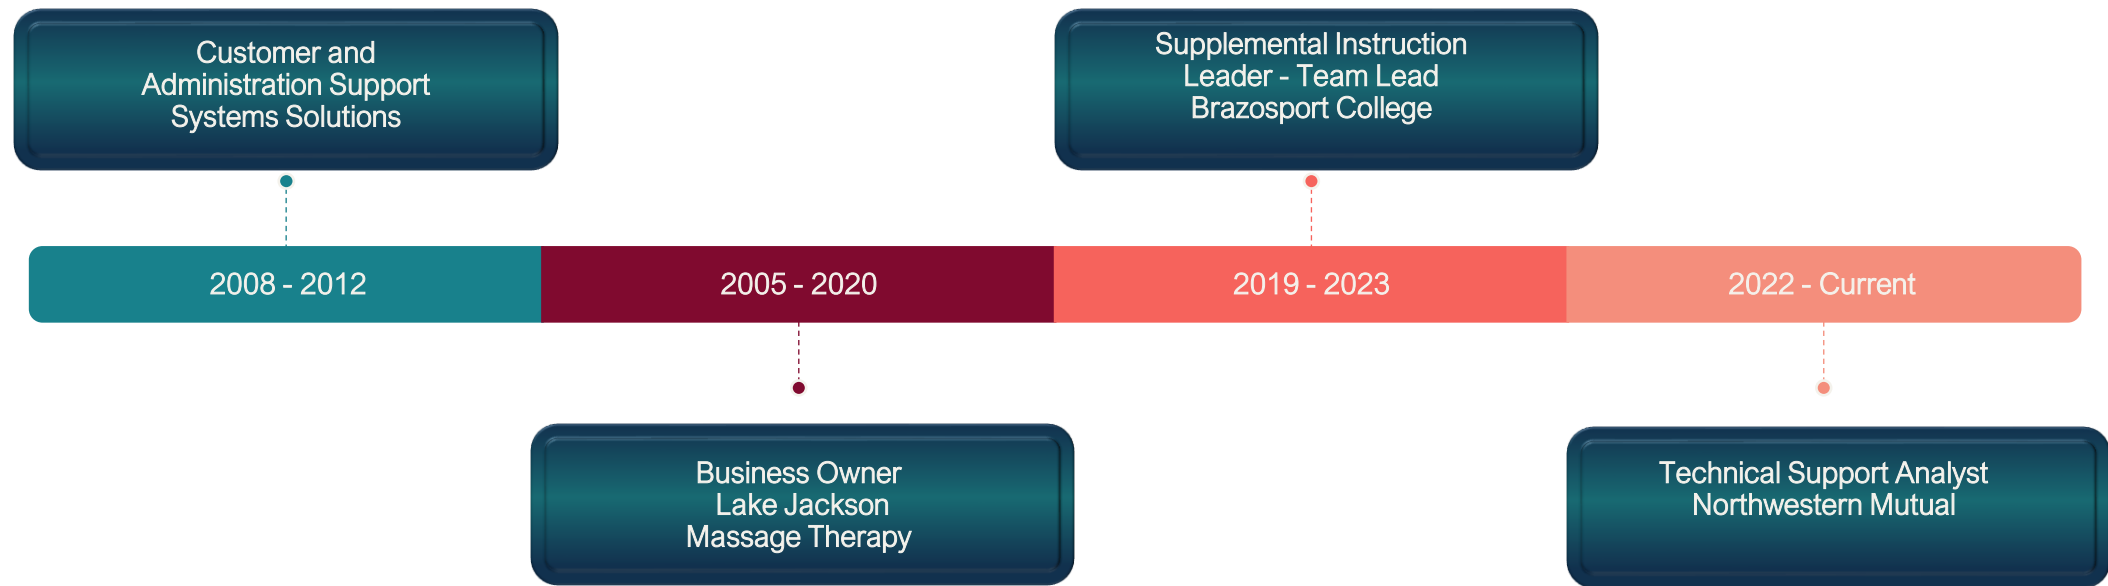 Customer and
Administration Support
Systems Solutions
Supplemental Instruction
Leader - Team Lead
Brazosport College
2008 - 2012
2005 - 2020
2019 - 2023
2022 - Current
Business Owner
Lake Jackson
Massage Therapy
Technical Support Analyst
Northwestern Mutual